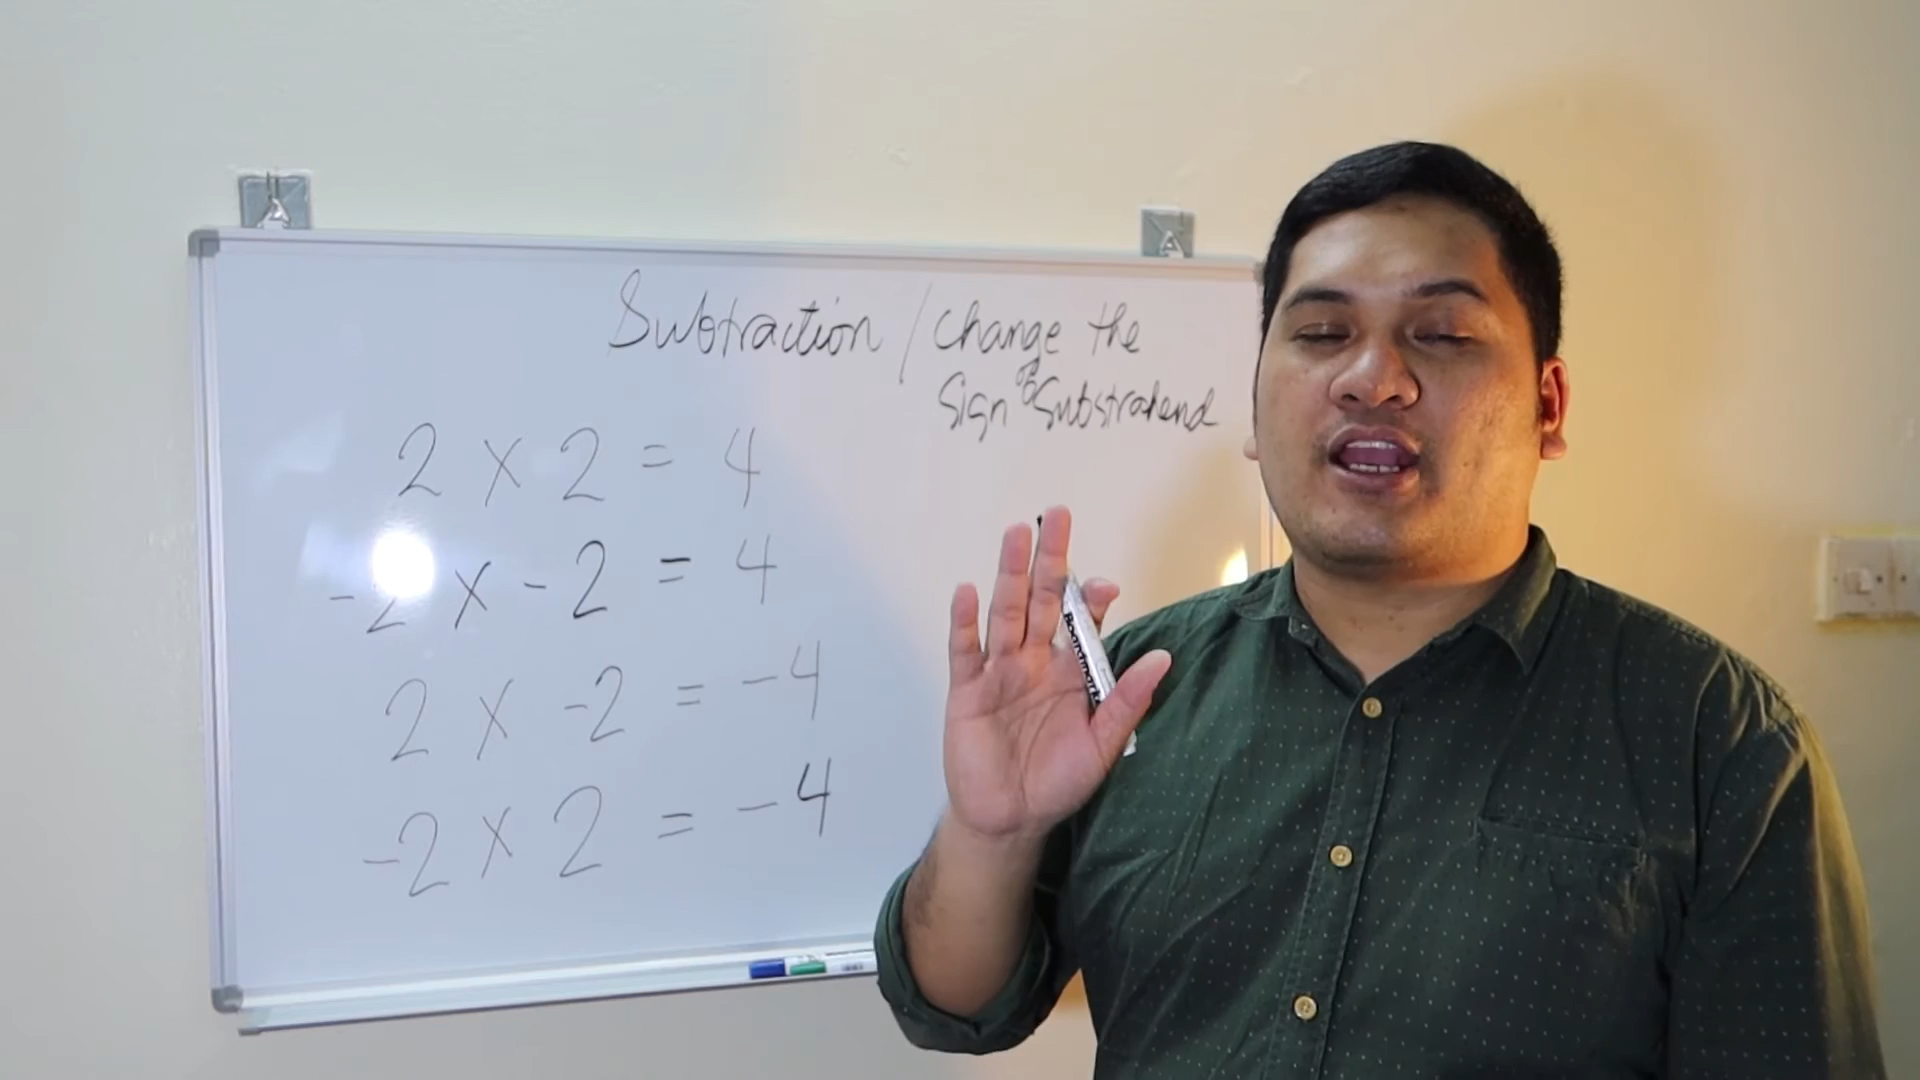 Subtraction / Change the
Sign of Substrahend
2 x 2 = 4
-2 x -2 = 4
2 x -2 = -4
-2 x 2 = -4
A
A